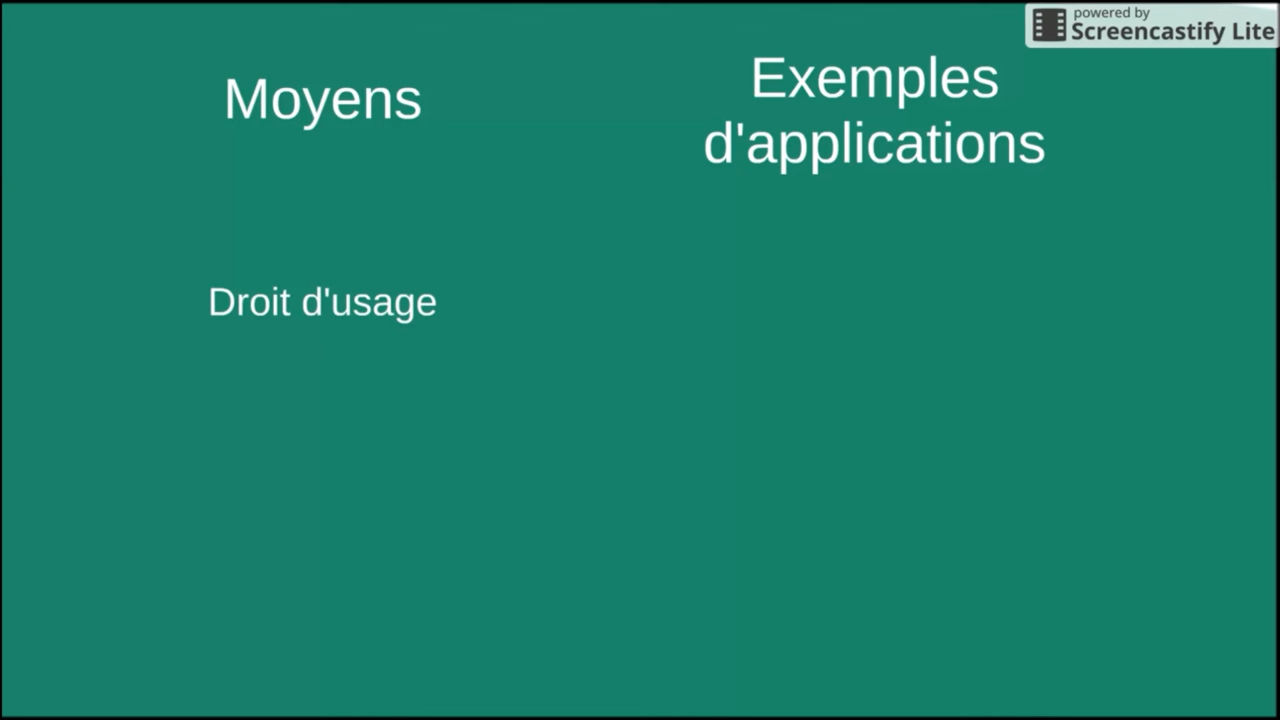 powered by
Screencastify Lite
Moyens
Exemples
d'applications
Droit d'usage